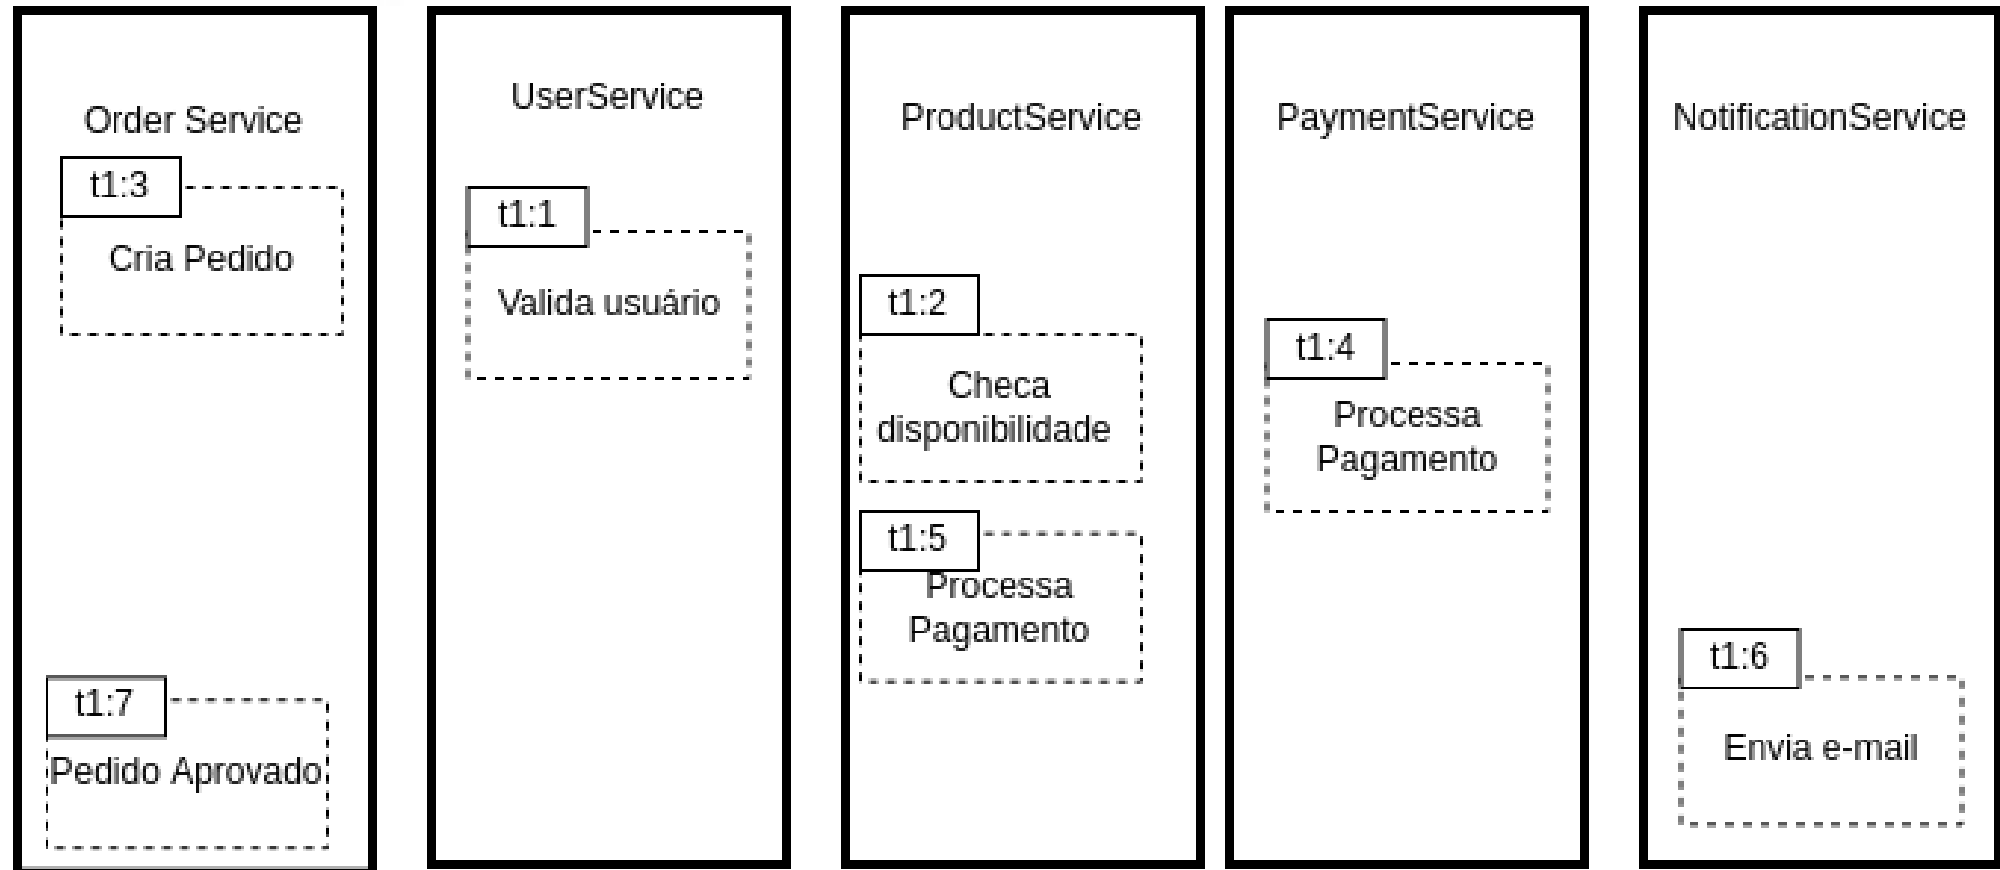 Order Service
t1:3
Cria Pedido
t1:7
Pedido Aprovado
UserService
t1:1
Valida usuário
ProductService
t1:2
Checa
disponibilidade
t1:5
Processa
Pagamento
PaymentService
t1:4
Processa
Pagamento
NotificationService
t1:6
Envia e-mail